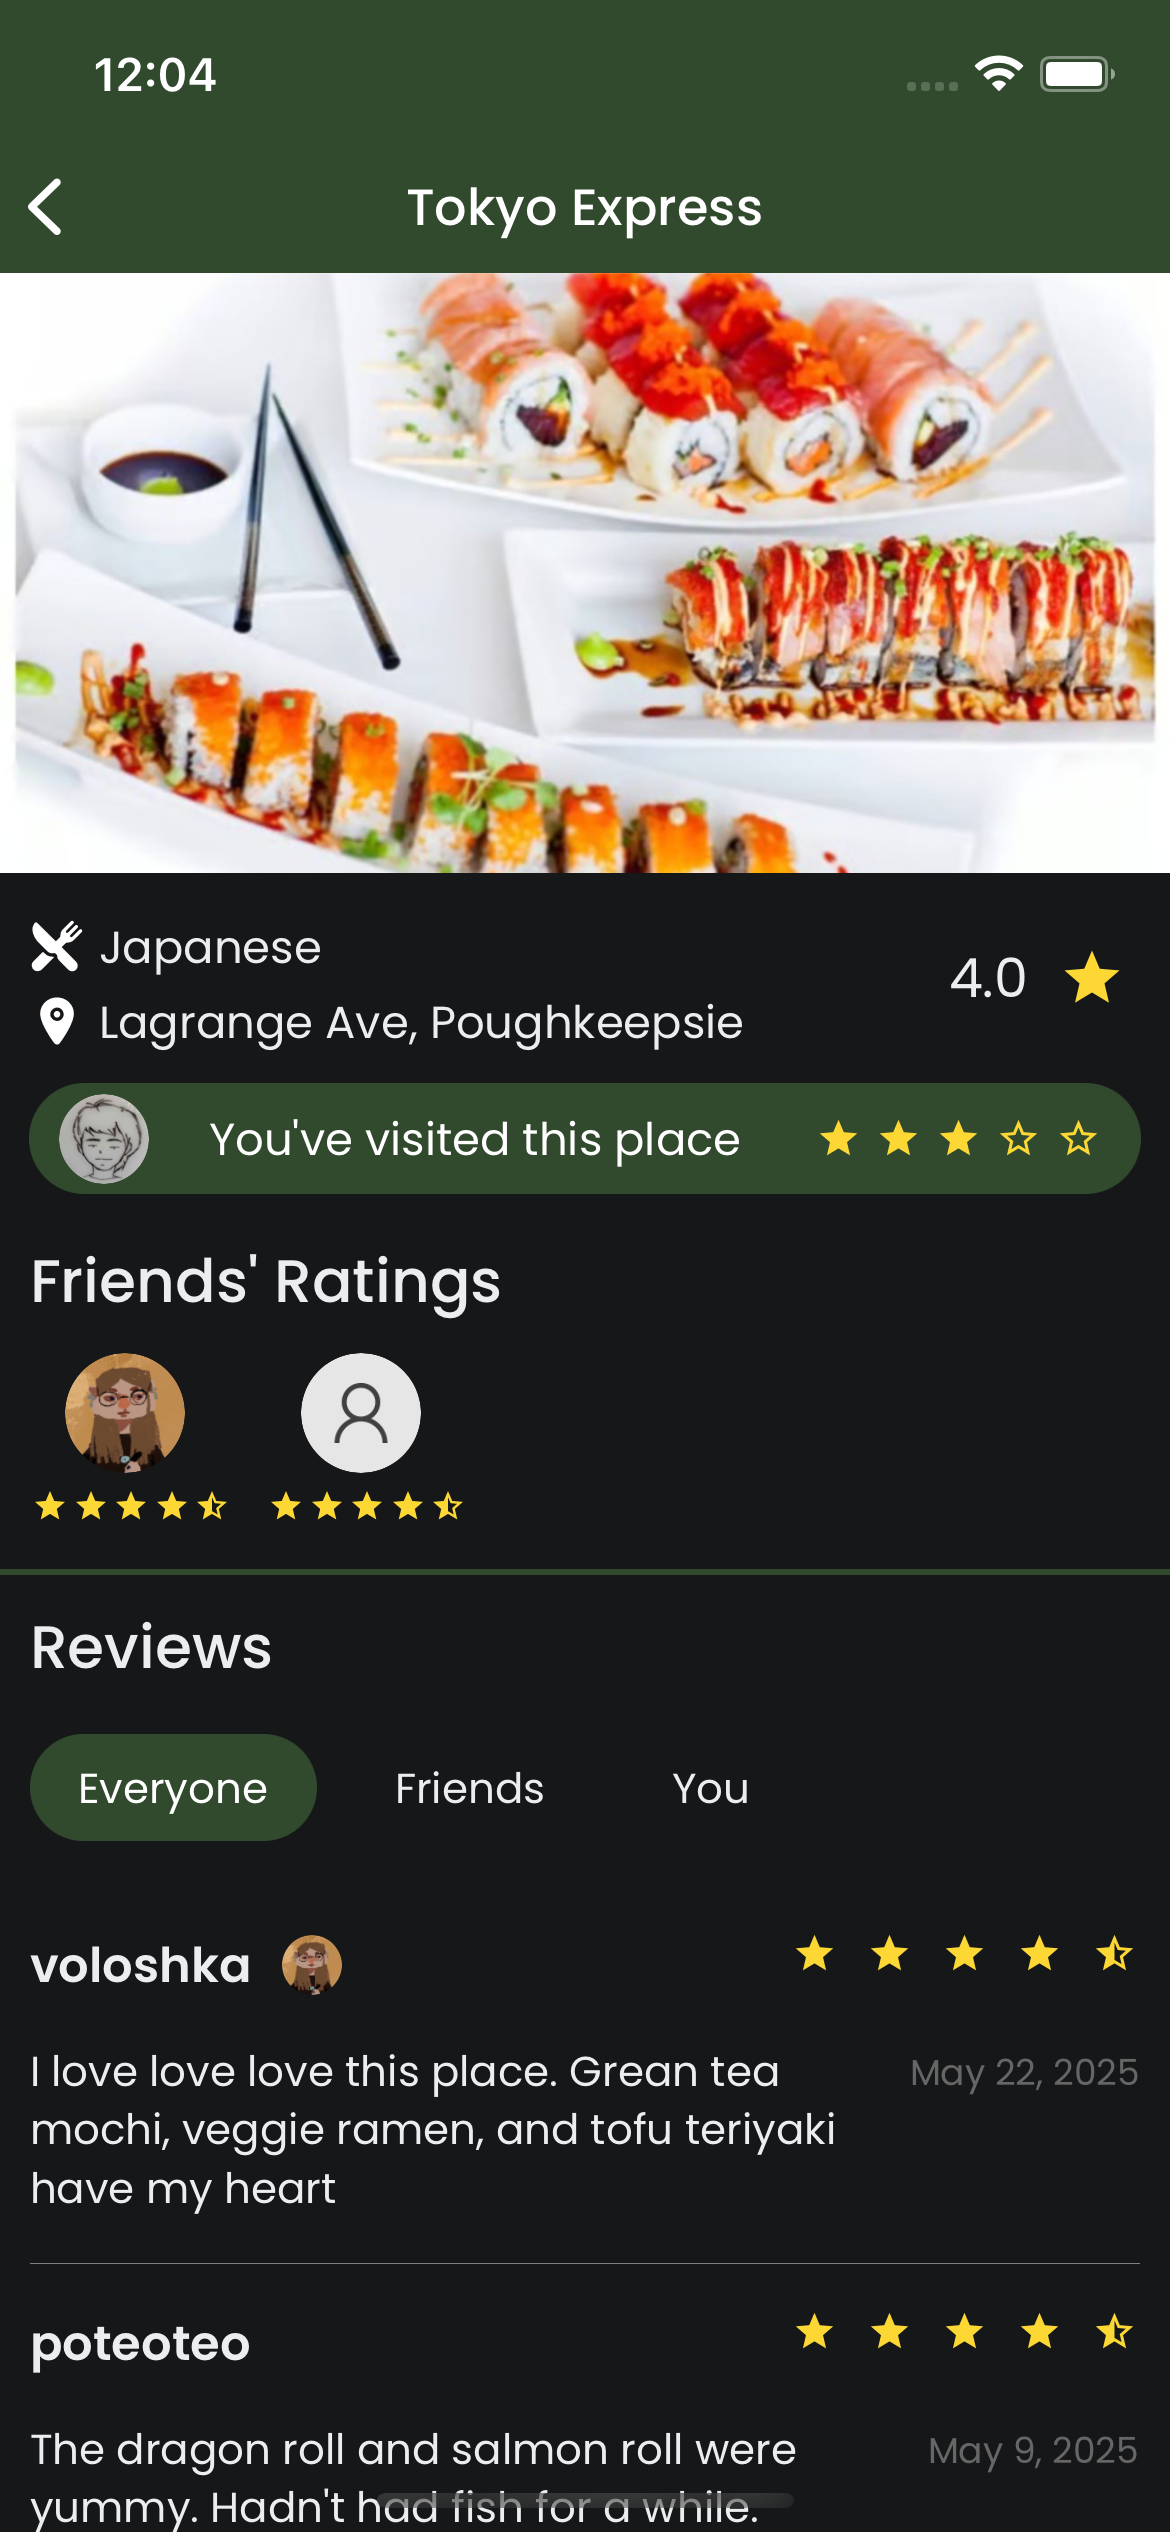 12:04
Tokyo Express
Japanese
4.0
Lagrange Ave, Poughkeepsie
You've visited this place
Friends' Ratings
Reviews
Everyone Friends You
voloshka
I love love love this place. Grean tea
mochi, veggie ramen, and tofu teriyaki
have my heart
May 22, 2025
poteoteo
The dragon roll and salmon roll were
yummy. Hadn't had fish for a while.
May 9, 2025